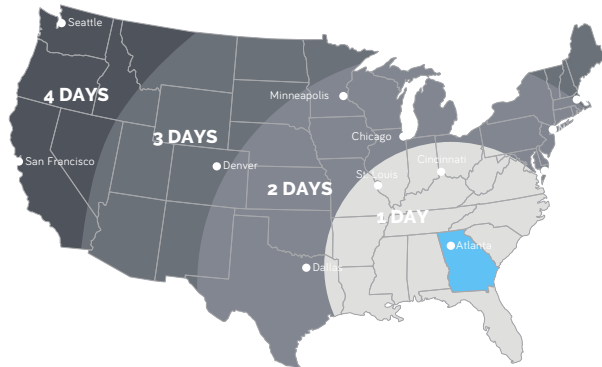 Seattle
4 DAYS
Minneapolis
3 DAYS
Chicago
San Francisco
Denver
Cincinnati
St. Louis
2 DAYS
1 DAY
Atlanta
Dallas